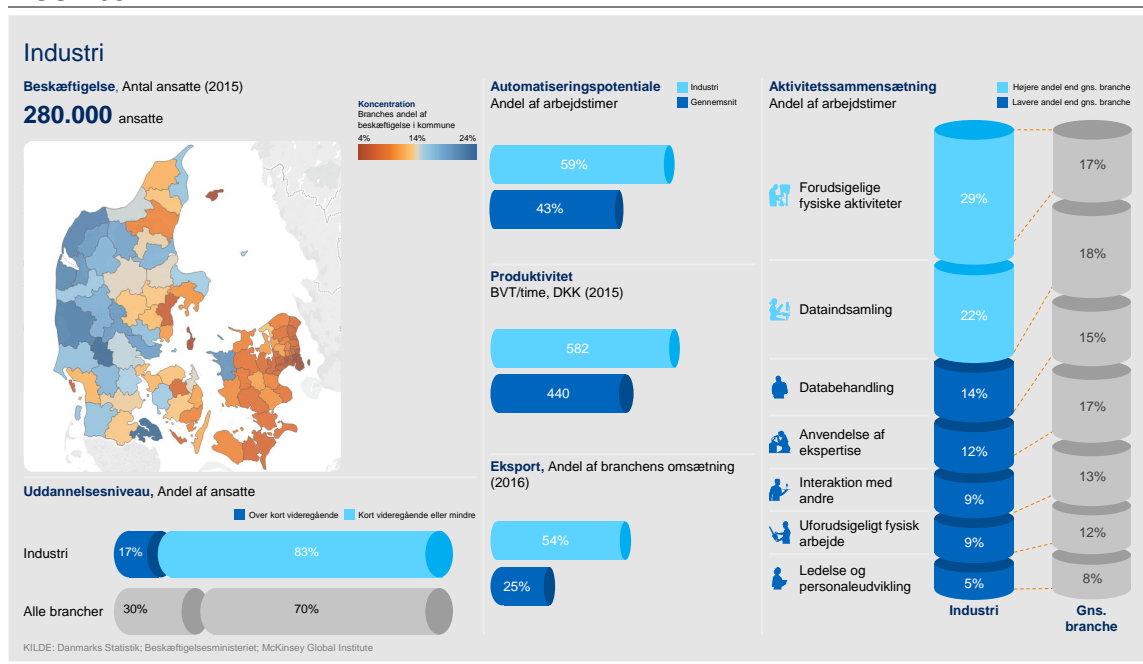 Industri
Beskæftigelse, Antal ansatte (2015)
280.000 ansatte
Koncentration
Branches andel af
beskæftigelse i kommune
4% 14% 24%
Uddannelsesniveau, Andel af ansatte
Over kort videregående Kort videregående eller mindre
Industri 17% 83%
Alle brancher 30% 70%
Automatiseringspotentiale
Andel af arbejdstimer
Industri
Gennemsnit
59%
43%
Produktivitet
BVT/time, DKK (2015)
582
440
Eksport, Andel af branchens omsætning
(2016)
54%
25%
Aktivitetssammensætning
Andel af arbejdstimer
Højere andel end gns. branche
Lavere andel end gns. branche
Forudsigelige
fysiske aktiviteter
29%
17%
Dataindsamling
22%
18%
Databehandling
14%
15%
Anvendelse af
ekspertise
12%
17%
Interaktion med
andre
9%
13%
Uforudsigeligt fysisk
arbejde
9%
12%
Ledelse og
personaleudvikling
5%
8%
Industri
Gns.
branche
KILDE: Danmarks Statistik; Beskæftigelsesministeriet; McKinsey Global Institute